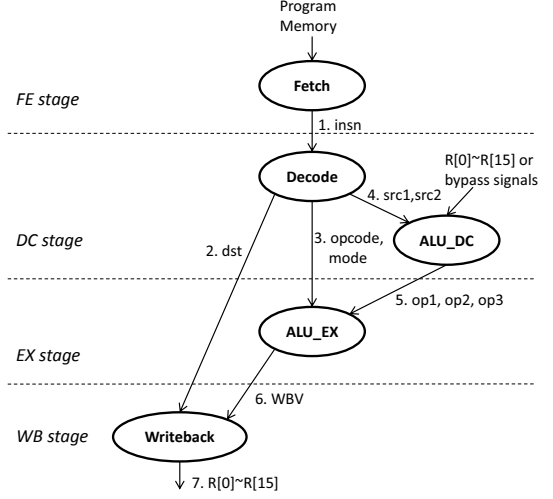 Program
Memory
Fetch
FE stage
1. insn
R[0]~R[15] or
bypass signals
Decode
4. src1,src2
DC stage
2. dst
3. opcode,
mode
ALU_DC
5. op1, op2, op3
ALU_EX
EX stage
6. WBV
WB stage
Writeback
7. R[0]~R[15]